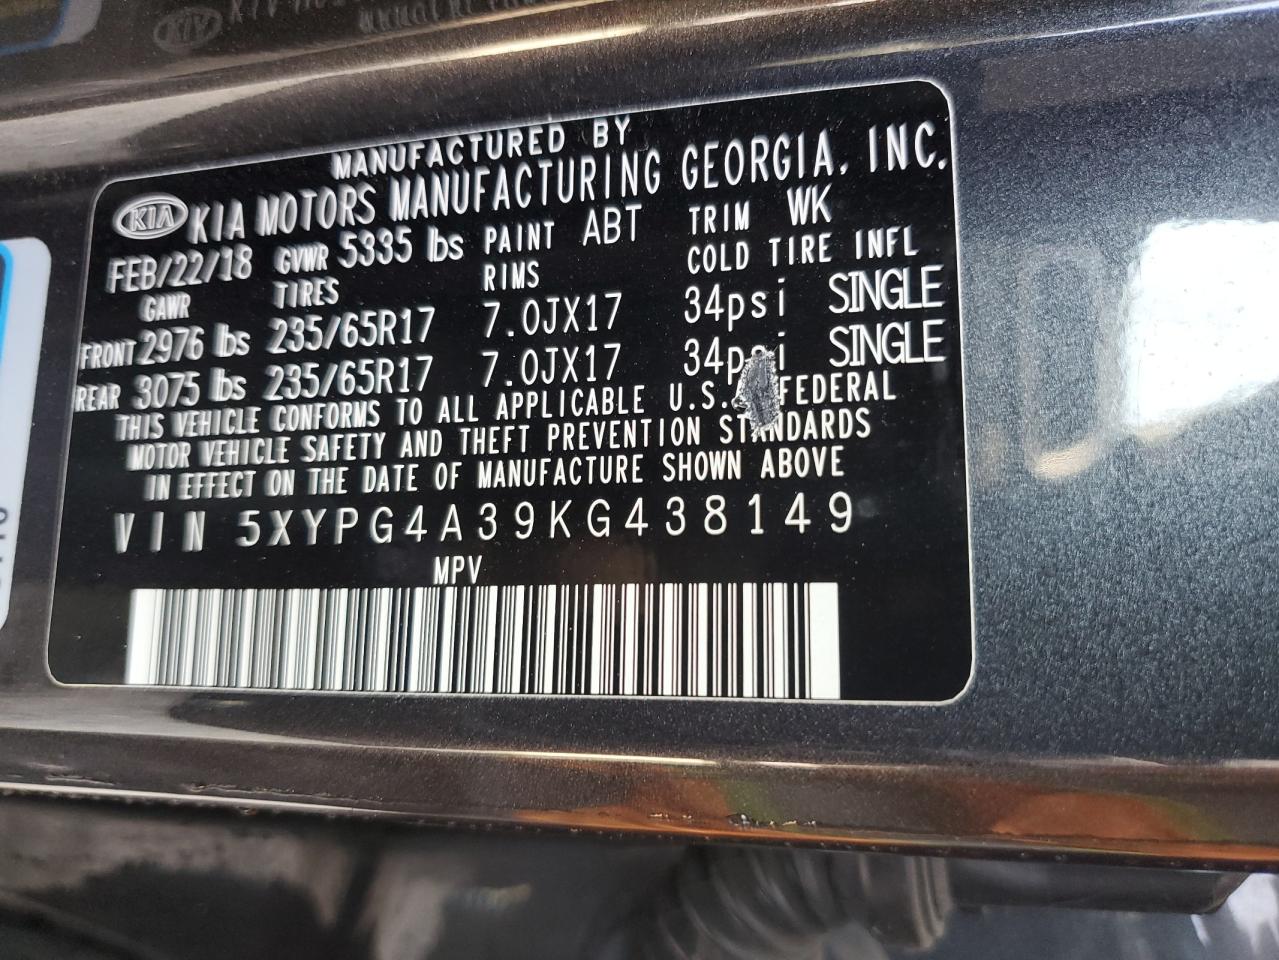 MANUFACTURED BY
KIA KIA MOTORS MANUFACTURING GEORGIA, INC.
FEB/22/18 GVWR 5335 lbs PAINT ABT TRIM WK
GAWR TIRES RIMS COLD TIRE INFL
FRONT 2976 lbs 235/65R17 7.0JX17 34psi SINGLE
REAR 3075 lbs 235/65R17 7.0JX17 34psi SINGLE
THIS VEHICLE CONFORMS TO ALL APPLICABLE U.S. FEDERAL
MOTOR VEHICLE SAFETY AND THEFT PREVENTION STANDARDS
IN EFFECT ON THE DATE OF MANUFACTURE SHOWN ABOVE
VIN 5XYPG4A39KG438149
MPV